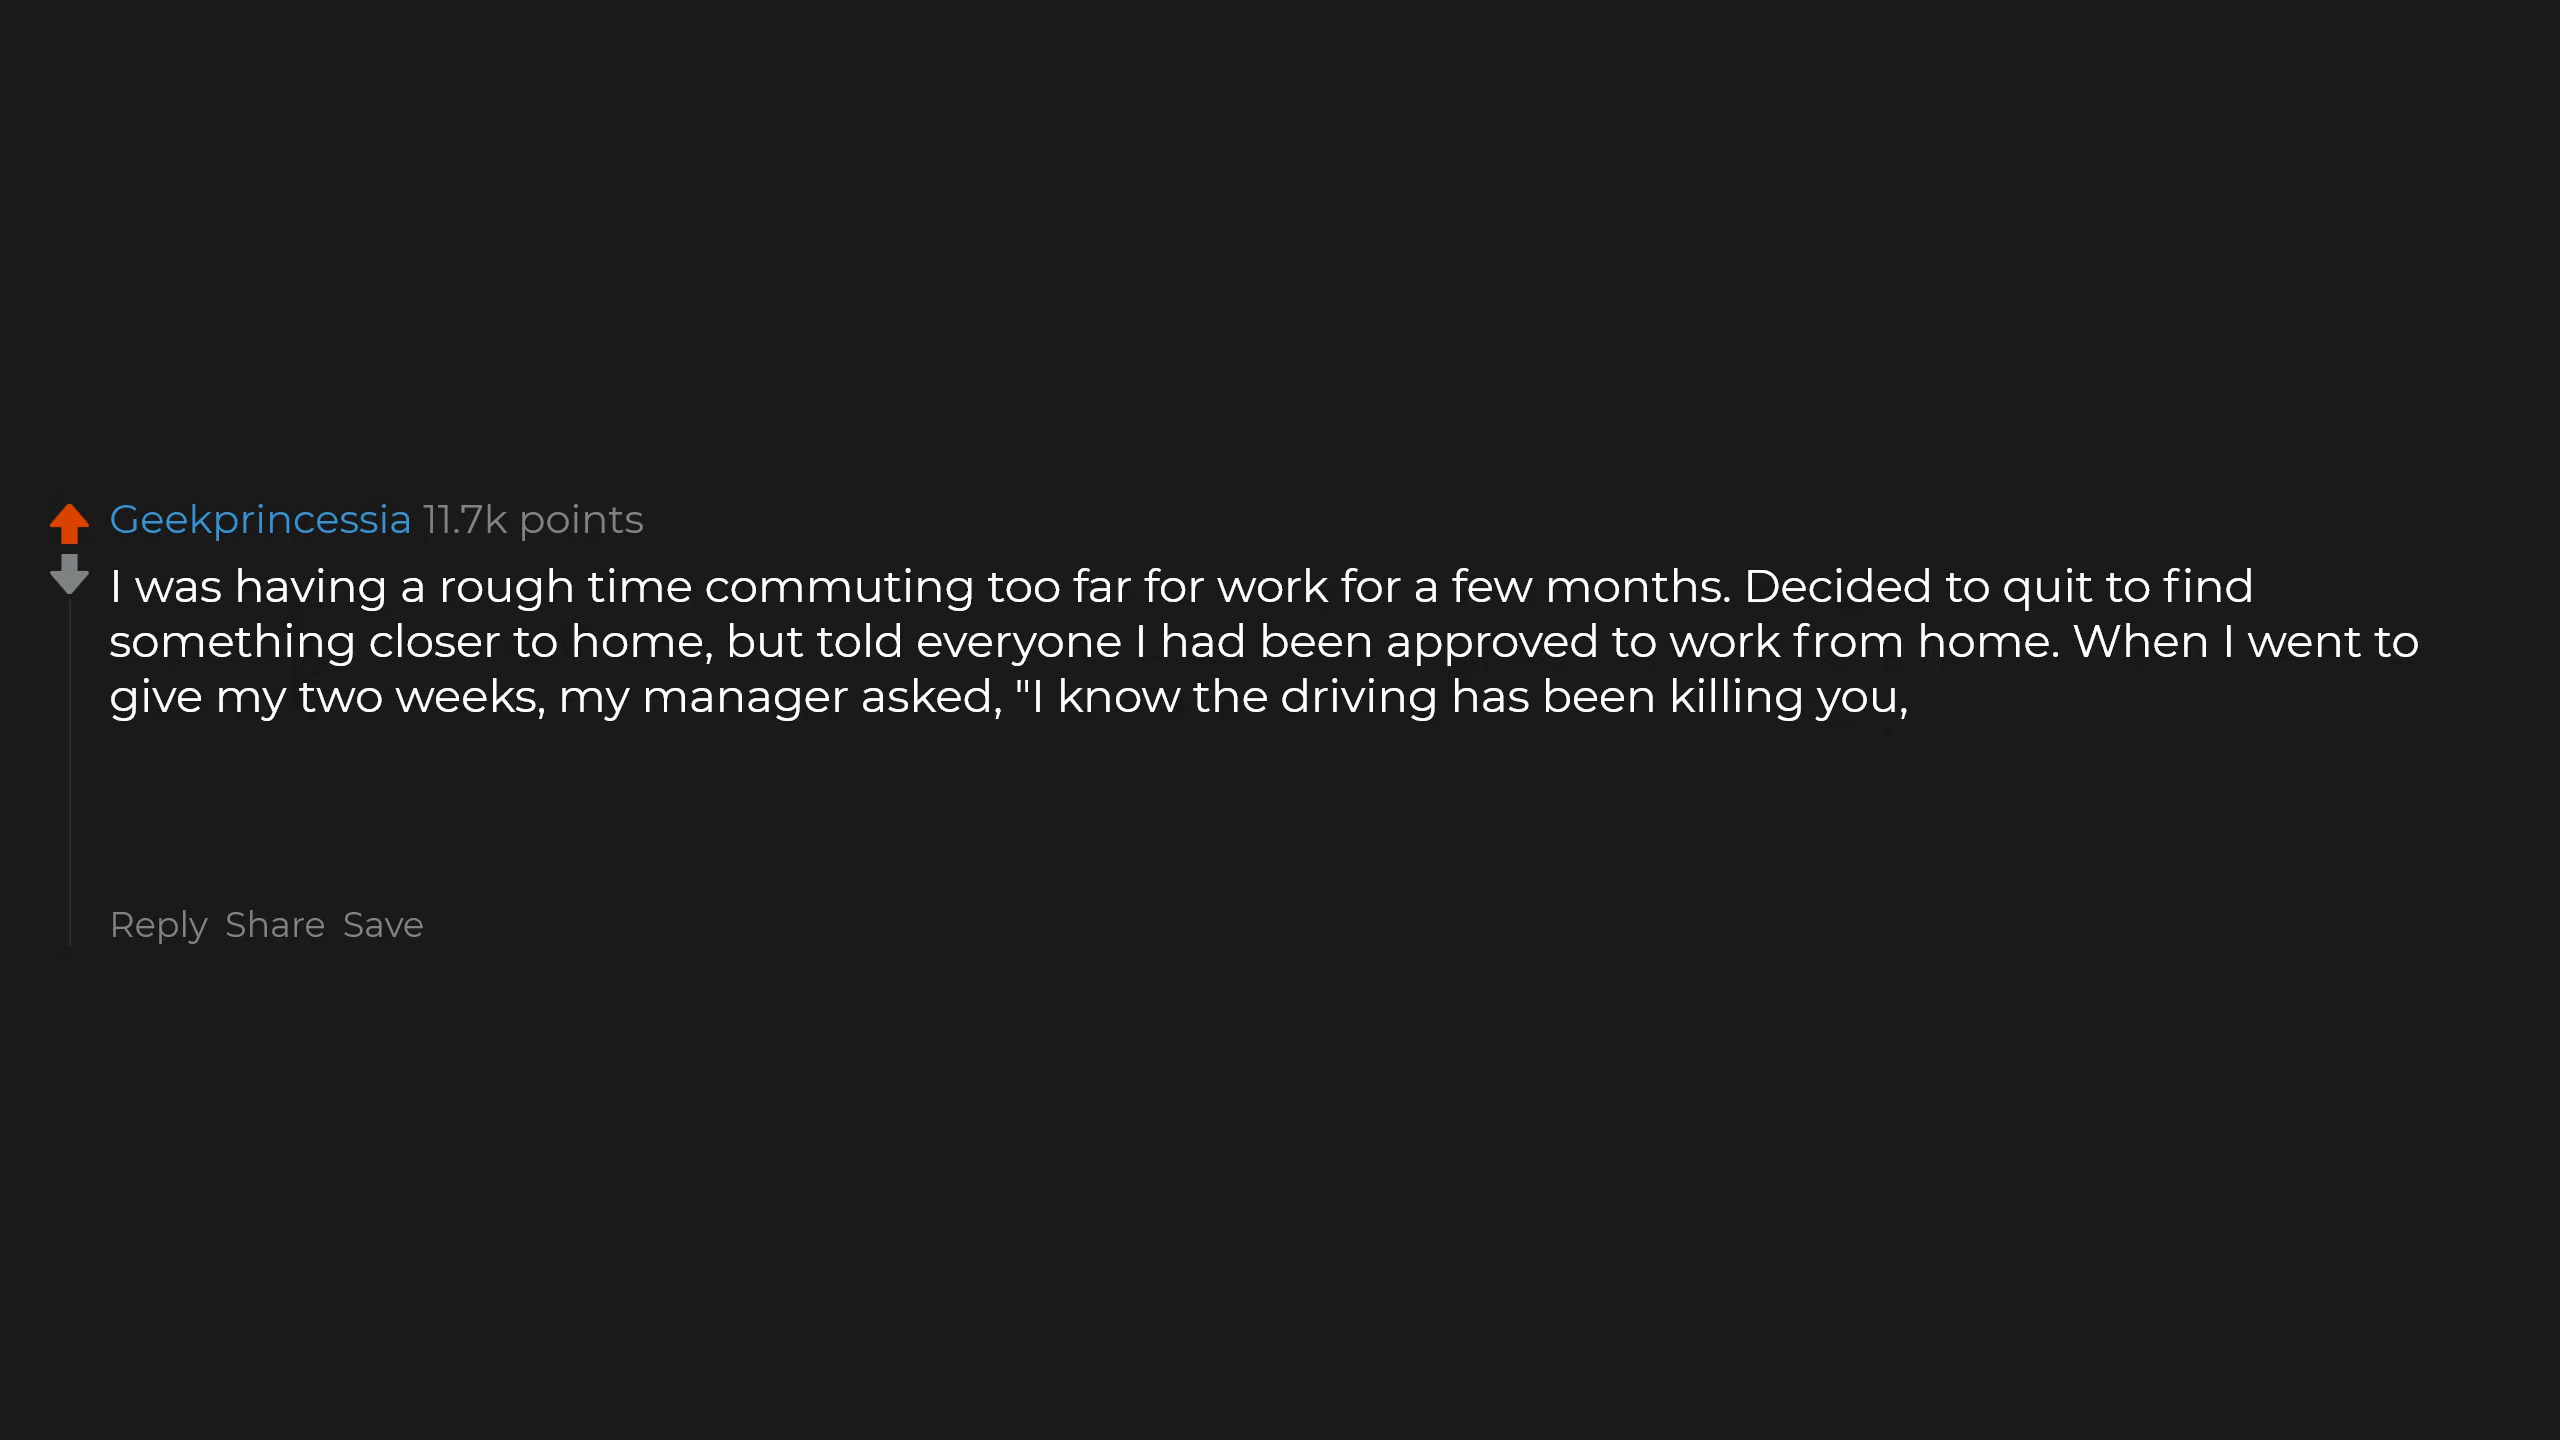 Geekprincessia 11.7k points
I was having a rough time commuting too far for work for a few months. Decided to quit to find
something closer to home, but told everyone I had been approved to work from home. When I went to
give my two weeks, my manager asked, "I know the driving has been killing you,
Reply Share Save